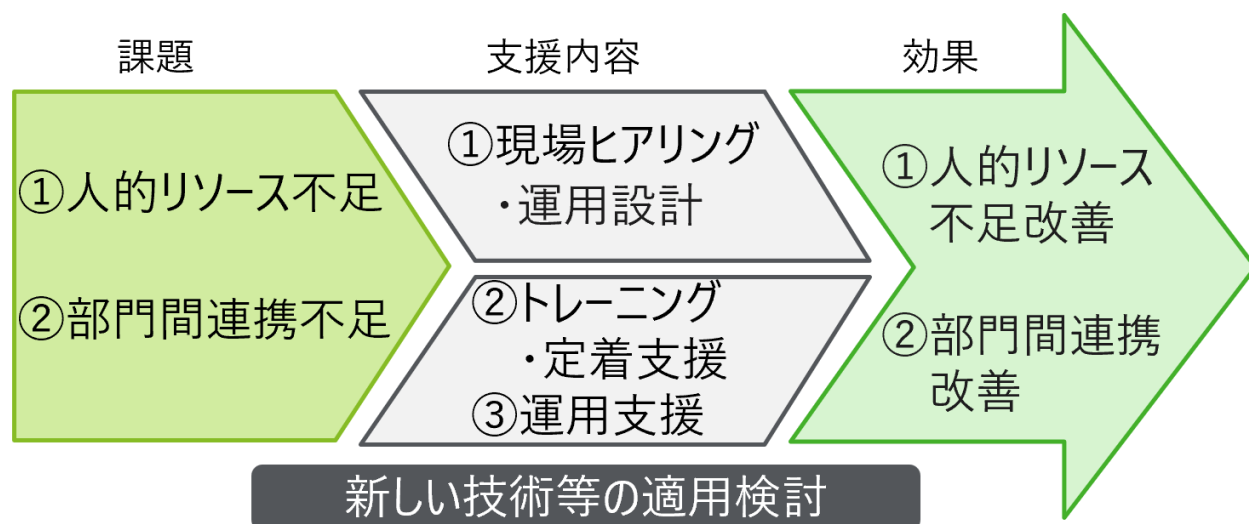 課題
①人的リソース不足
②部門間連携不足
支援内容
①現場ヒアリング
・運用設計
②トレーニング
・定着支援
③運用支援
効果
①人的リソース
不足改善
②部門間連携
改善
新しい技術等の適用検討